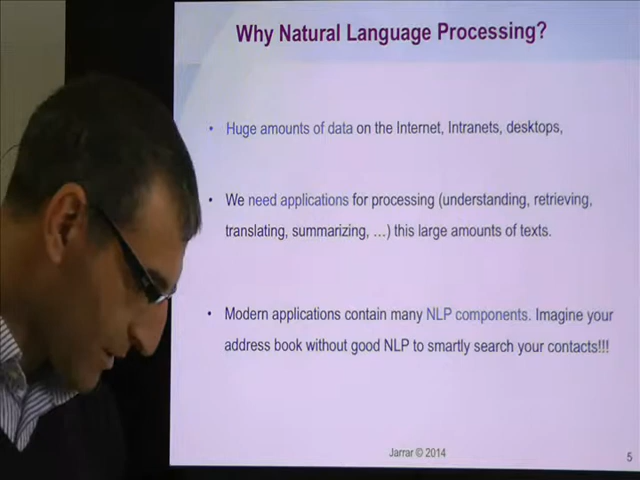 Why Natural Language Processing?
• Huge amounts of data on the Internet, Intranets, desktops,
• We need applications for processing (understanding, retrieving,
translating, summarizing, …) this large amounts of texts.
• Modern applications contain many NLP components. Imagine your
address book without good NLP to smartly search your contacts!!!
Jarrar © 2014
5